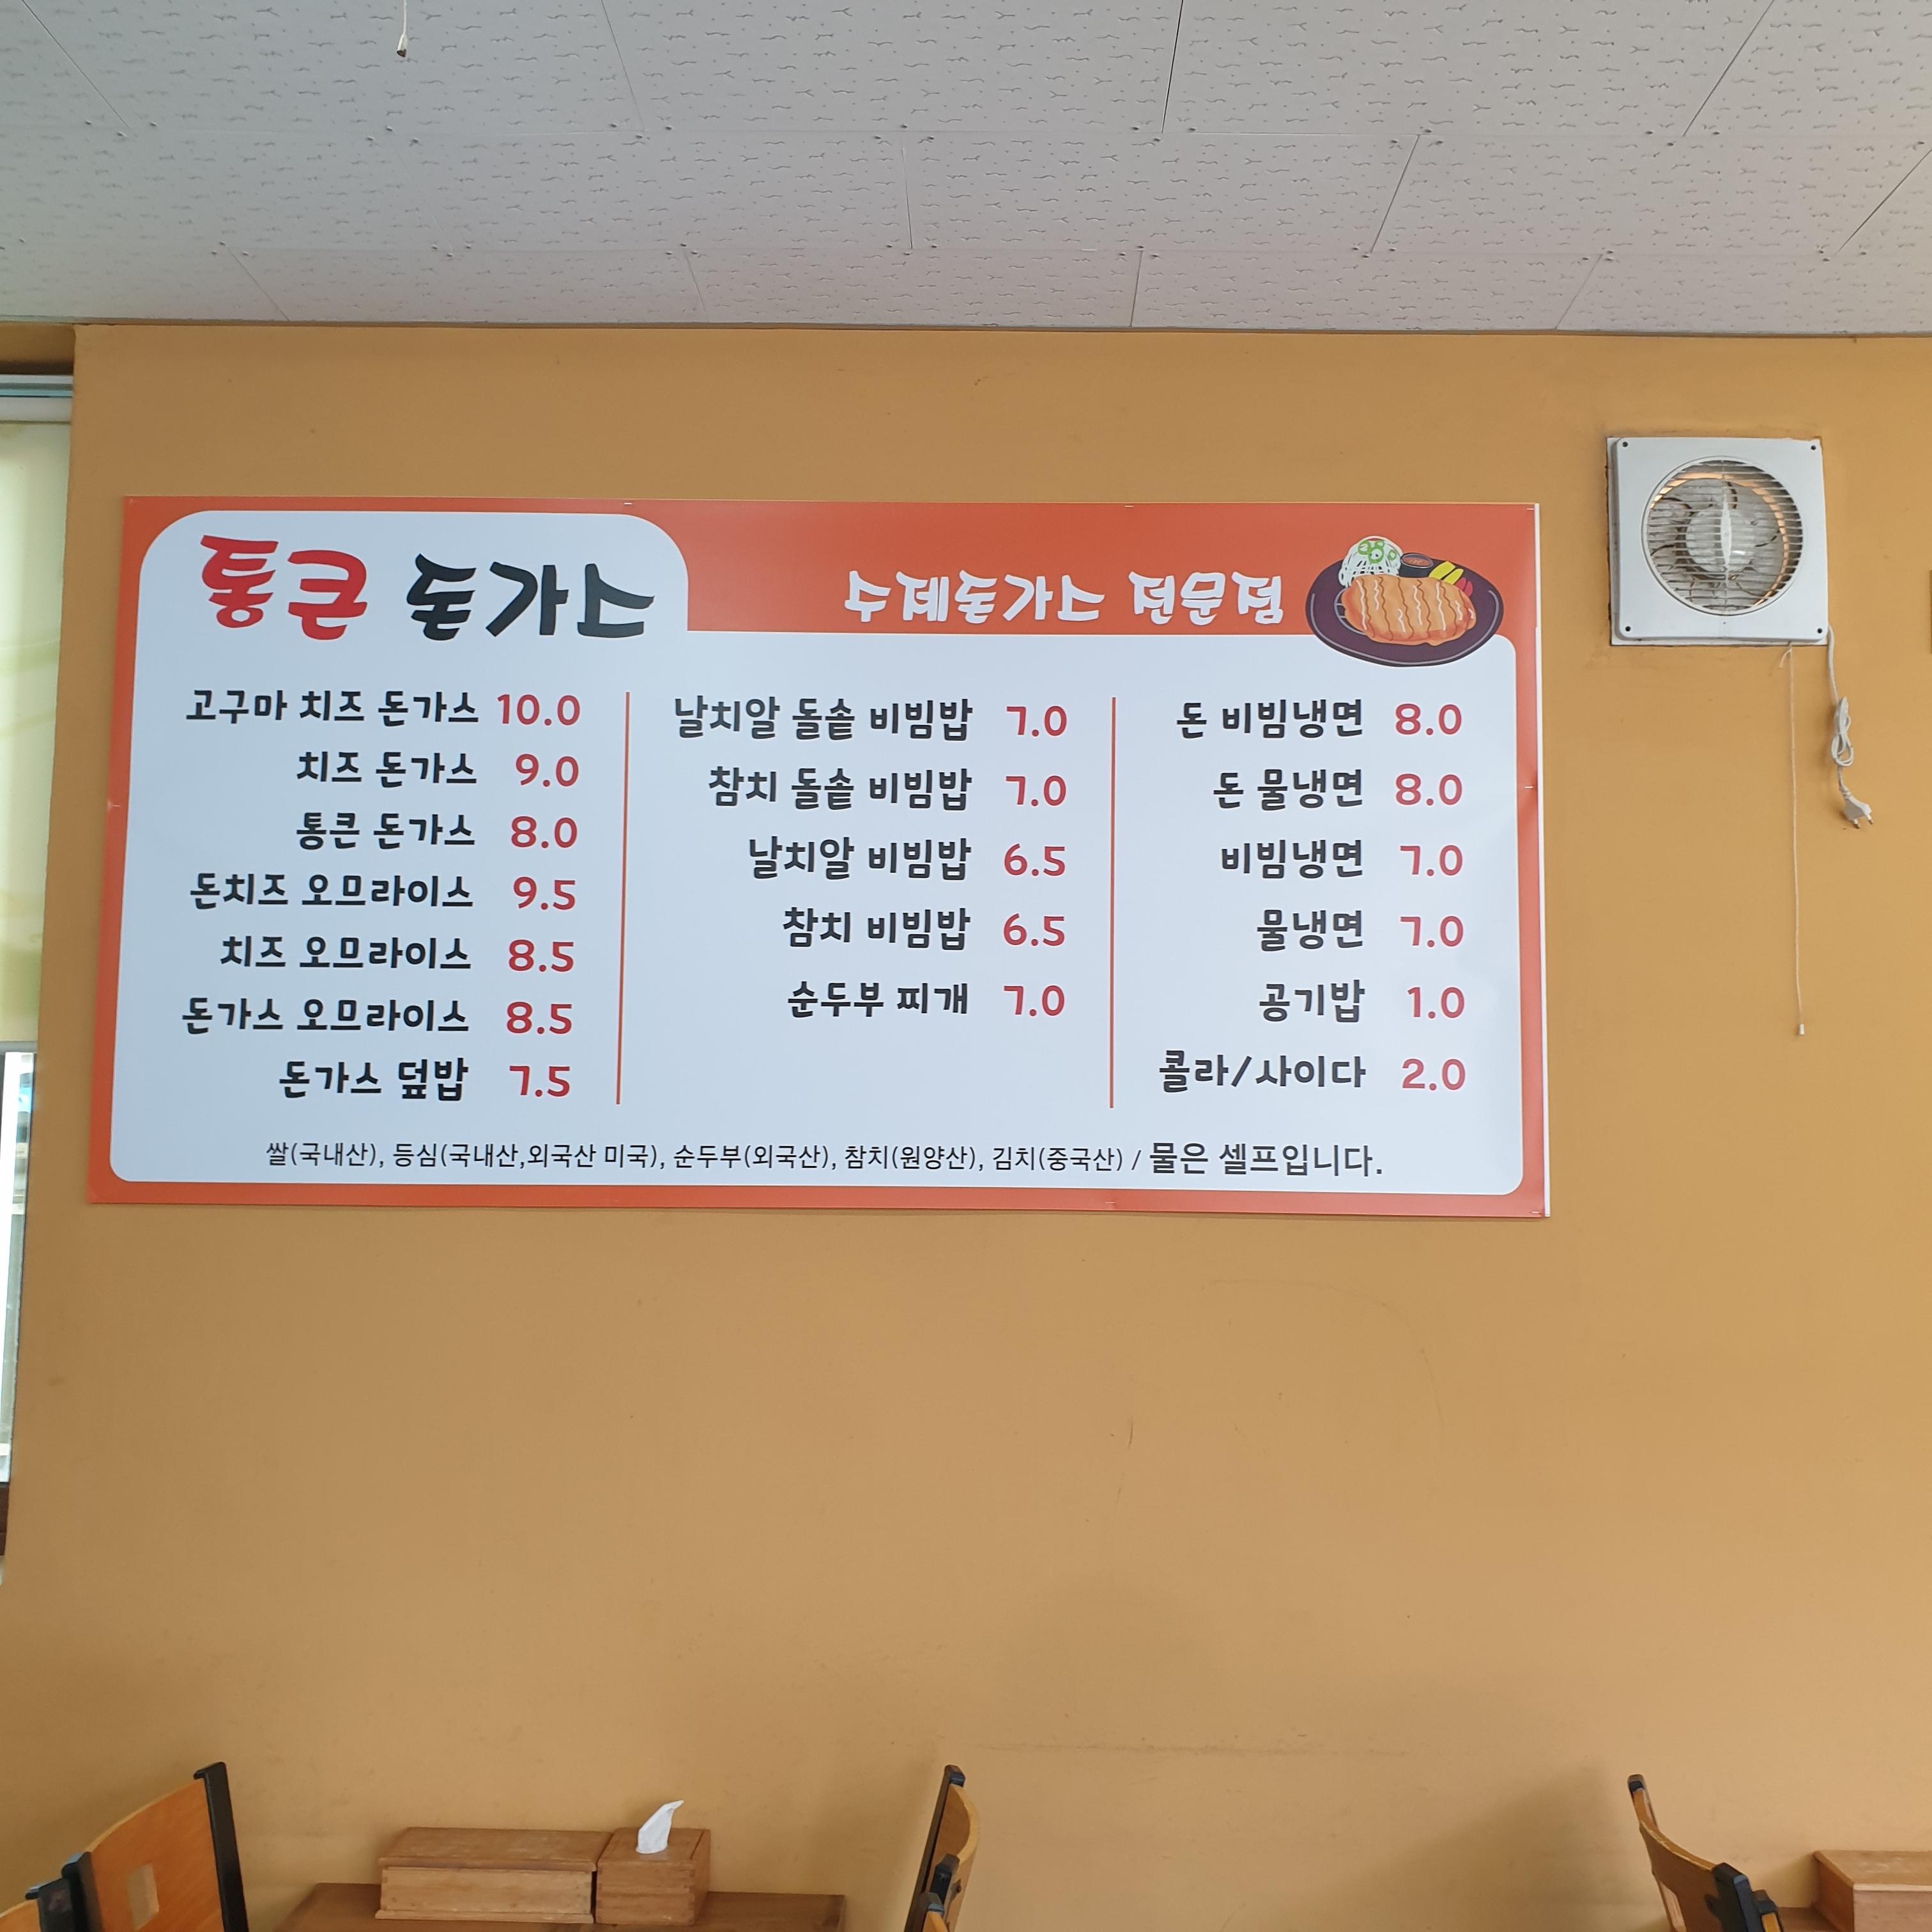 통큰 돈가스
수제돈가스 전문점
고구마 치즈 돈가스 10.0
치즈 돈가스 9.0
통큰 돈가스 8.0
돈치즈 오므라이스 9.5
치즈 오므라이스 8.5
돈가스 오므라이스 8.5
돈가스 덮밥 7.5
날치알 돌솥 비빔밥 7.0
참치 돌솥 비빔밥 7.0
날치알 비빔밥 6.5
참치 비빔밥 6.5
순두부 찌개 7.0
돈 비빔냉면 8.0
돈 물냉면 8.0
비빔냉면 7.0
물냉면 7.0
공기밥 1.0
콜라/사이다 2.0
쌀(국내산), 등심(국내산,외국산 미국), 순두부(외국산), 참치(원양산), 김치(중국산) / 물은 셀프입니다.